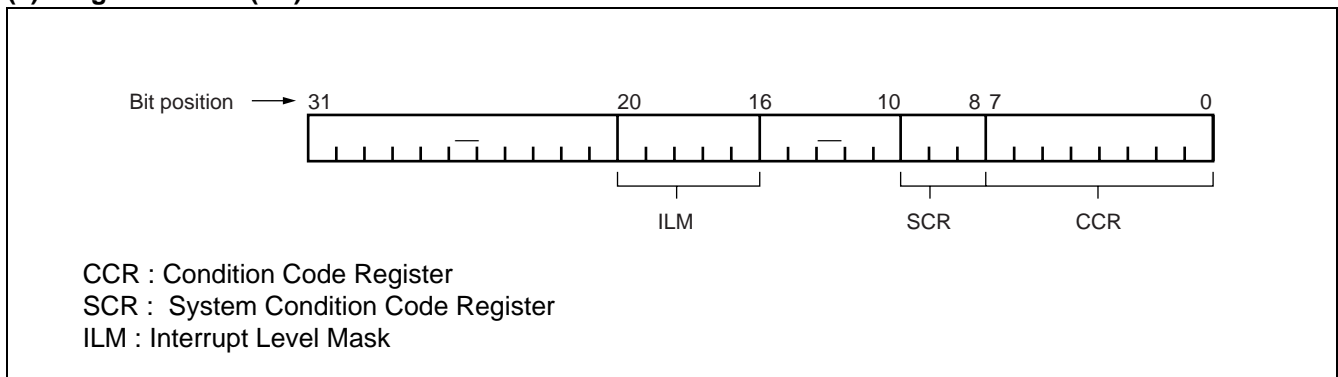 Bit position 31 20 16 10 8 7 0
— —
ILM SCR CCR
CCR : Condition Code Register
SCR : System Condition Code Register
ILM : Interrupt Level Mask